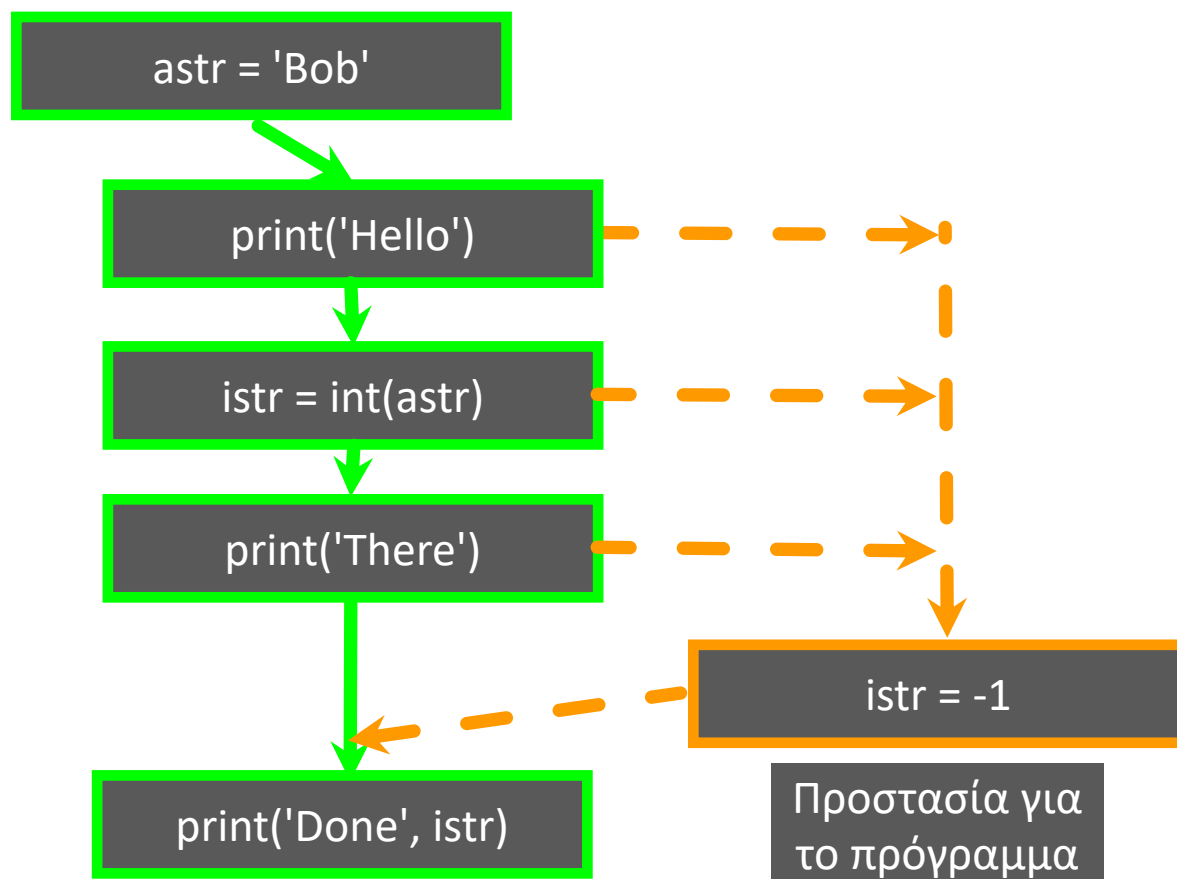 astr = 'Bob'
print('Hello')
istr = int(astr)
print('There')
istr = -1
print('Done', istr)
Προστασία για
το πρόγραμμα